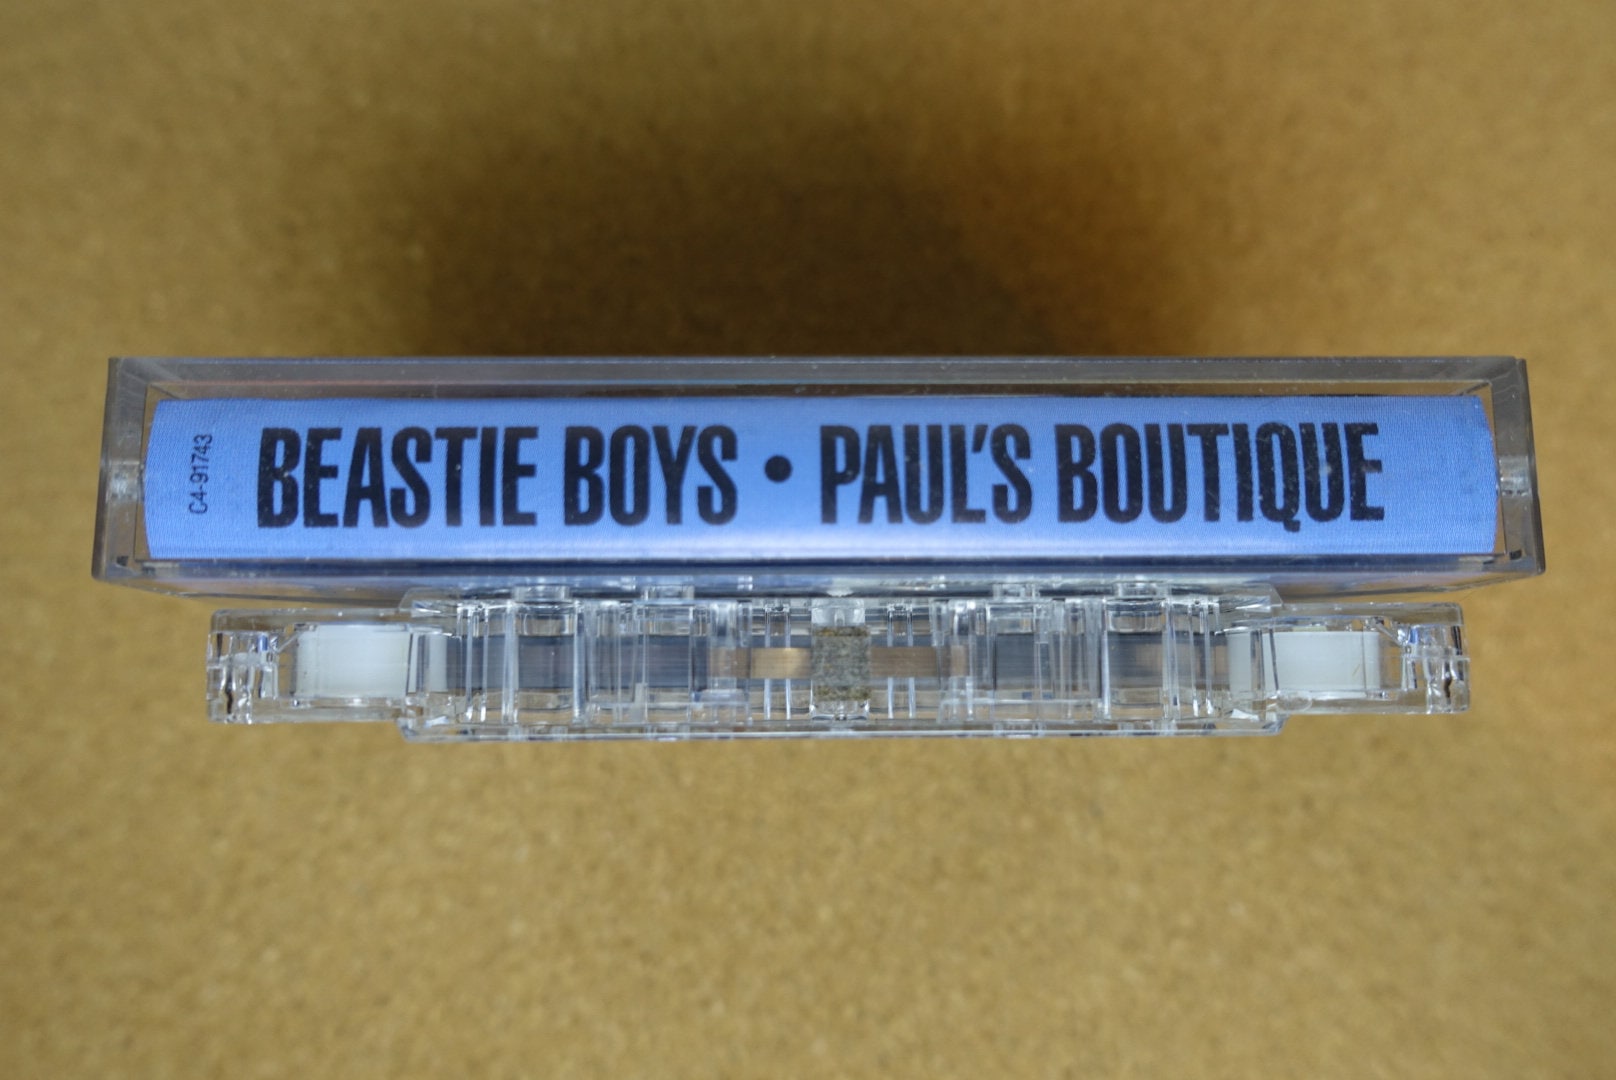 C4-91743
BEASTIE BOYS • PAUL'S BOUTIQUE